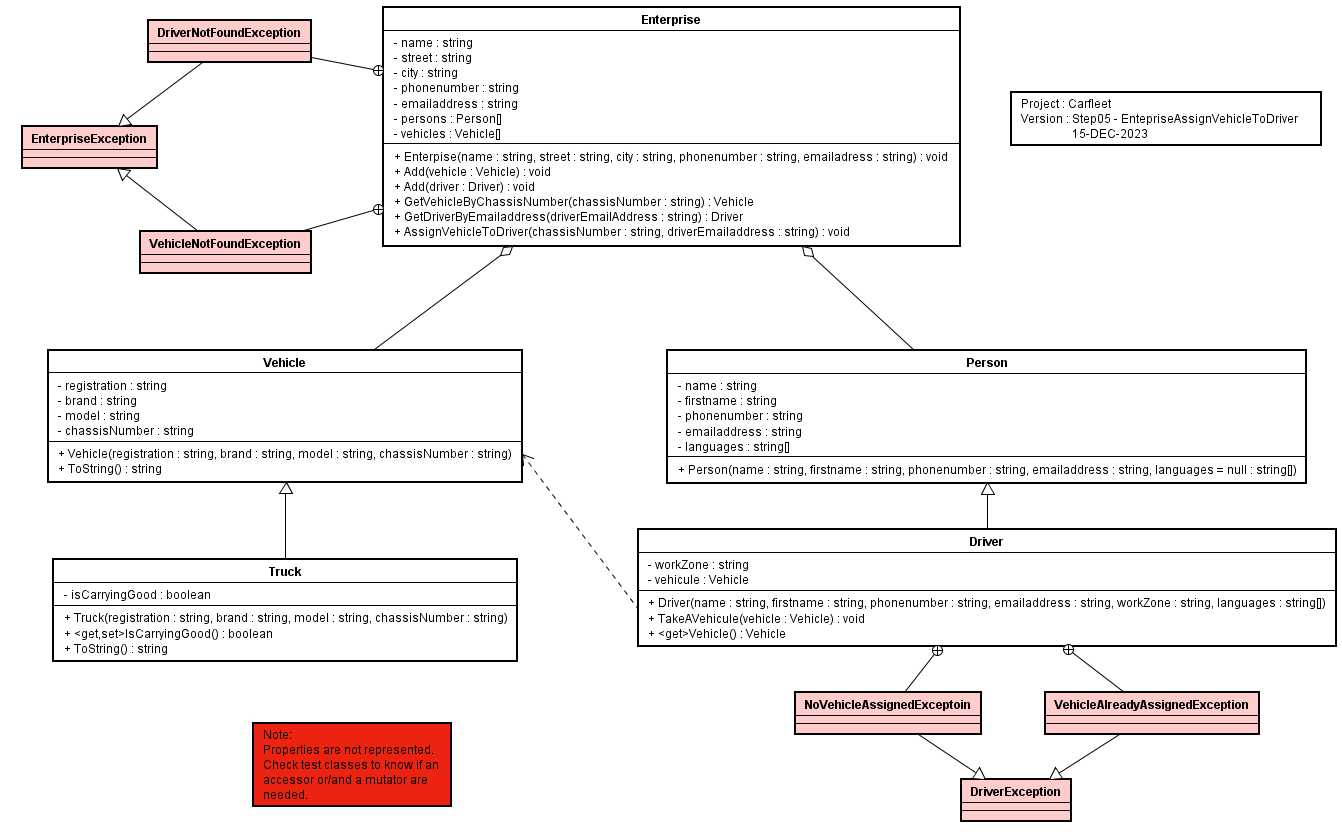 DriverNotFoundException
EnterpriseException
VehicleNotFoundException
Enterprise
- name : string
- street : string
- city : string
- phonenumber : string
- emailaddress : string
- persons : Person[]
- vehicles : Vehicle[]
+ Enterpise(name : string, street : string, city : string, phonenumber : string, emailadress : string) : void
+ Add(vehicle : Vehicle) : void
+ Add(driver : Driver) : void
+ GetVehicleByChassisNumber(chassisNumber : string) : Vehicle
+ GetDriverByEmailaddress(driverEmailAddress : string) : Driver
+ AssignVehicleToDriver(chassisNumber : string, driverEmailaddress : string) : void
Project : Carfleet
Version : Step05 - EntepriseAssignVehicleToDriver
15-DEC-2023
Vehicle
- registration : string
- brand : string
- model : string
- chassisNumber : string
+ Vehicle(registration : string, brand : string, model : string, chassisNumber : string)
+ ToString() : string
Person
- name : string
- firstname : string
- phonenumber : string
- emailaddress : string
- languages : string[]
+ Person(name : string, firstname : string, phonenumber : string, emailaddress : string, languages = null : string[])
Truck
- isCarryingGood : boolean
+ Truck(registration : string, brand : string, model : string, chassisNumber : string)
+ <get,set>IsCarryingGood() : boolean
+ ToString() : string
Driver
- workZone : string
- vehicule : Vehicle
+ Driver(name : string, firstname : string, phonenumber : string, emailaddress : string, workZone : string, languages : string[])
+ TakeAVehicule(vehicle : Vehicle) : void
+ <get>Vehicle() : Vehicle
NoVehicleAssignedExceptoin
VehicleAlreadyAssignedException
DriverException
Note:
Properties are not represented.
Check test classes to know if an
accessor or/and a mutator are
needed.